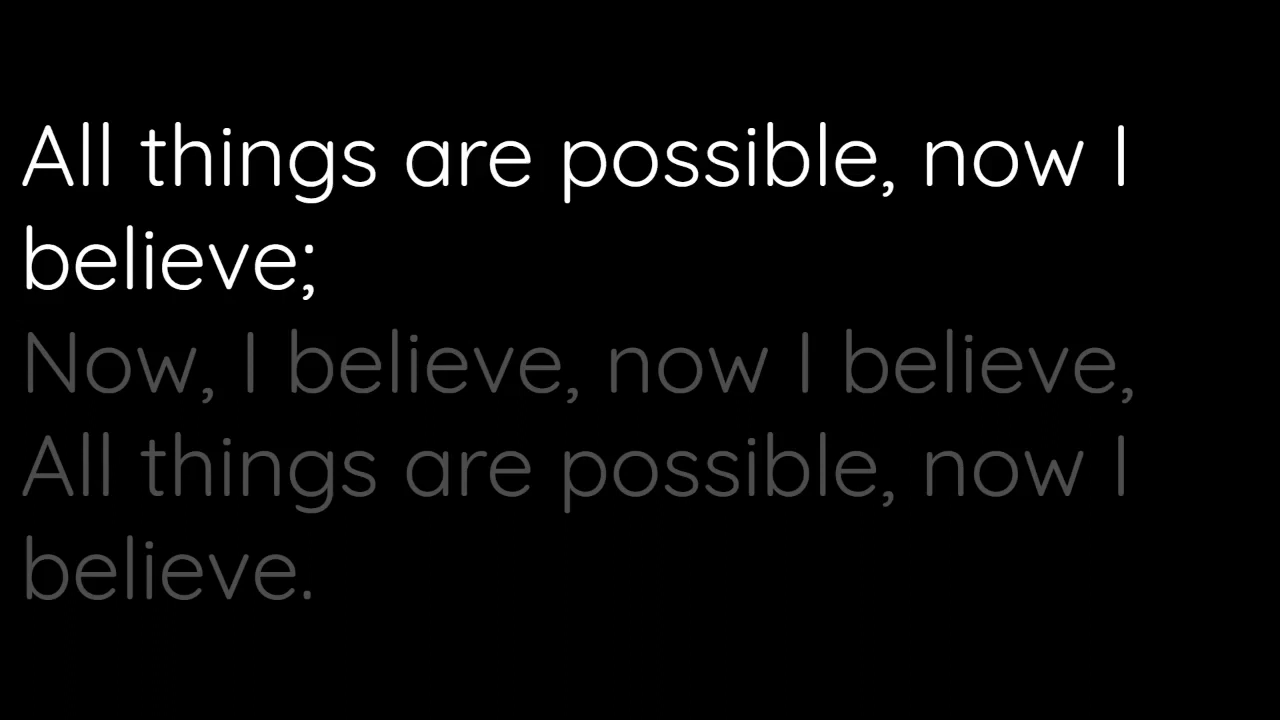 All things are possible, now I
believe;
Now, I believe, now I believe,
All things are possible, now I
believe.